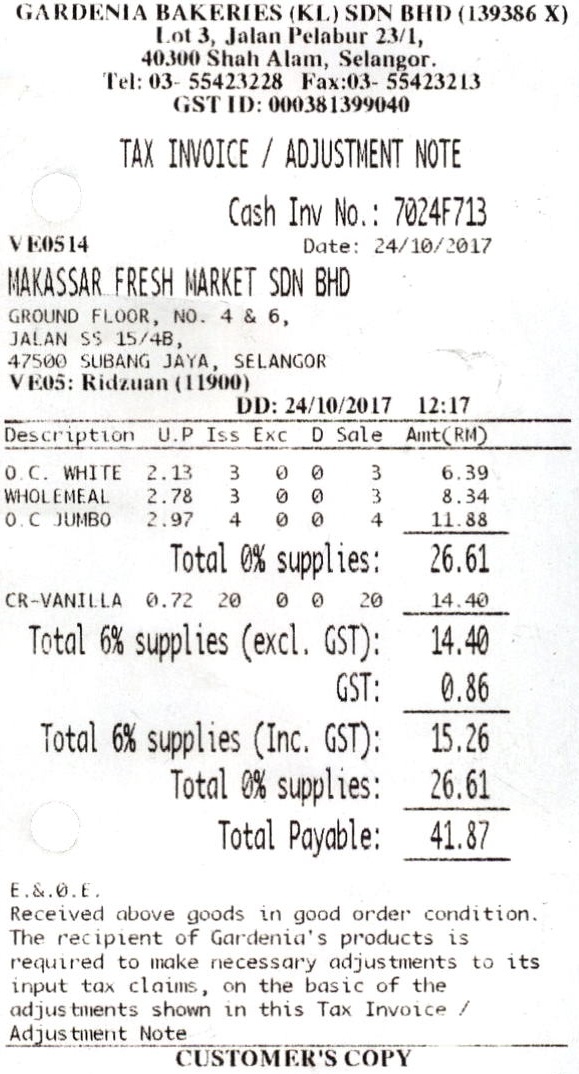 GARDENIA BAKERIES (KL) SDN BHD (139386 X)
Lot 3, Jalan Pelabur 23/1,
40300 Shah Alam, Selangor.
Tel: 03- 55423228 Fax:03- 55423213
GST ID: 000381399040
TAX INVOICE / ADJUSTMENT NOTE
Cash Inv No.: 7024F713
VE0514 Date: 24/10/2017
MAKASSAR FRESH MARKET SDN BHD
GROUND FLOOR, NO. 4 & 6,
JALAN SS 15/4B,
47500 SUBANG JAYA, SELANGOR
VE05: Ridzuan (11900)
DD: 24/10/2017 12:17
Description U.P Iss Exc D Sale Amt(RM)
O.C. WHITE 2.13 3 0 0 3 6.39
WHOLEMEAL 2.78 3 0 0 3 8.34
O.C JUMBO 2.97 4 0 0 4 11.88
Total 0% supplies: 26.61
CR-VANILLA 0.72 20 0 0 20 14.40
Total 6% supplies (excl. GST): 14.40
GST: 0.86
Total 6% supplies (Inc. GST): 15.26
Total 0% supplies: 26.61
Total Payable: 41.87
E.&.O.E.
Received above goods in good order condition.
The recipient of Gardenia's products is
required to make necessary adjustments to its
input tax claims, on the basic of the
adjustments shown in this Tax Invoice /
Adjustment Note
CUSTOMER'S COPY